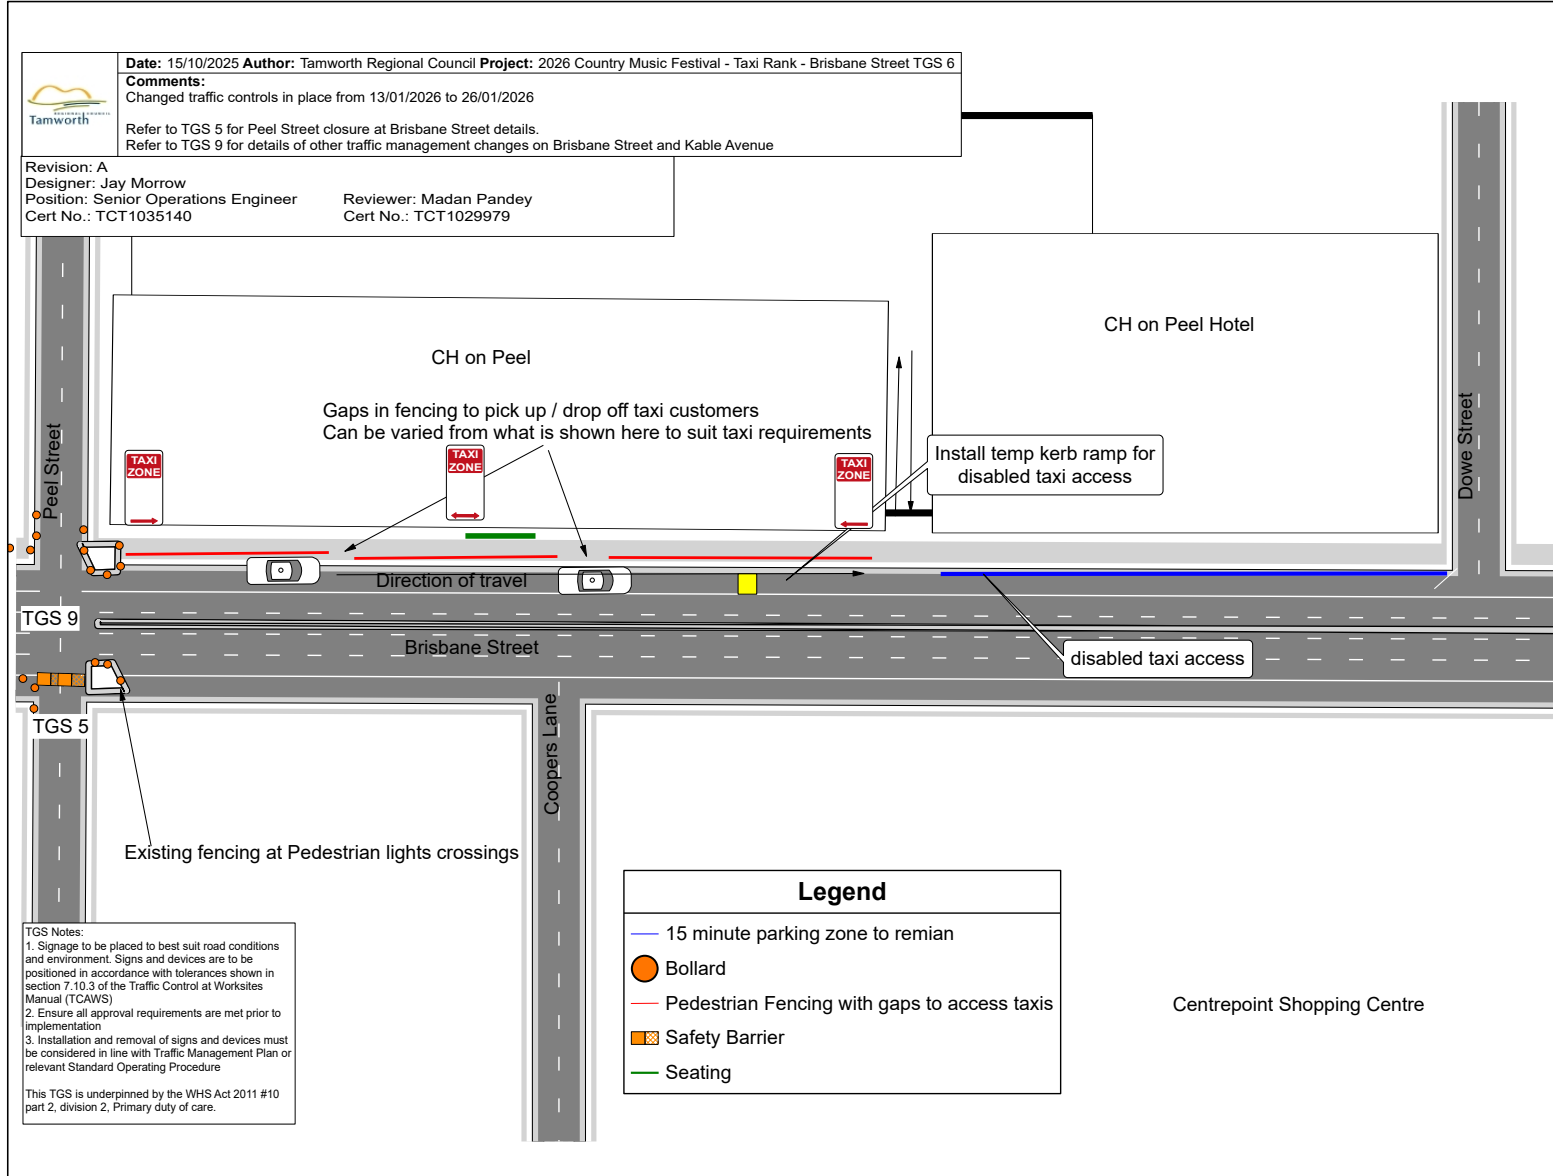 Date: 15/10/2025 Author: Tamworth Regional Council Project: 2026 Country Music Festival - Taxi Rank - Brisbane Street TGS 6
Comments:
Changed traffic controls in place from 13/01/2026 to 26/01/2026
Refer to TGS 5 for Peel Street closure at Brisbane Street details.
Refer to TGS 9 for details of other traffic management changes on Brisbane Street and Kable Avenue
REGIONAL COUNCIL
Tamworth
Revision: A
Designer: Jay Morrow
Position: Senior Operations Engineer Reviewer: Madan Pandey
Cert No.: TCT1035140 Cert No.: TCT1029979
CH on Peel Hotel
CH on Peel
Gaps in fencing to pick up / drop off taxi customers
Can be varied from what is shown here to suit taxi requirements
Peel Street
Dowe Street
TAXI
ZONE
TAXI
ZONE
TAXI
ZONE
Install temp kerb ramp for
disabled taxi access
Direction of travel
TGS 9
Brisbane Street
disabled taxi access
TGS 5
Coopers Lane
Existing fencing at Pedestrian lights crossings
Legend
15 minute parking zone to remian
Bollard
Pedestrian Fencing with gaps to access taxis
Safety Barrier
Seating
Centrepoint Shopping Centre
TGS Notes:
1. Signage to be placed to best suit road conditions
and environment. Signs and devices are to be
positioned in accordance with tolerances shown in
section 7.10.3 of the Traffic Control at Worksites
Manual (TCAWS)
2. Ensure all approval requirements are met prior to
implementation
3. Installation and removal of signs and devices must
be considered in line with Traffic Management Plan or
relevant Standard Operating Procedure
This TGS is underpinned by the WHS Act 2011 #10
part 2, division 2, Primary duty of care.